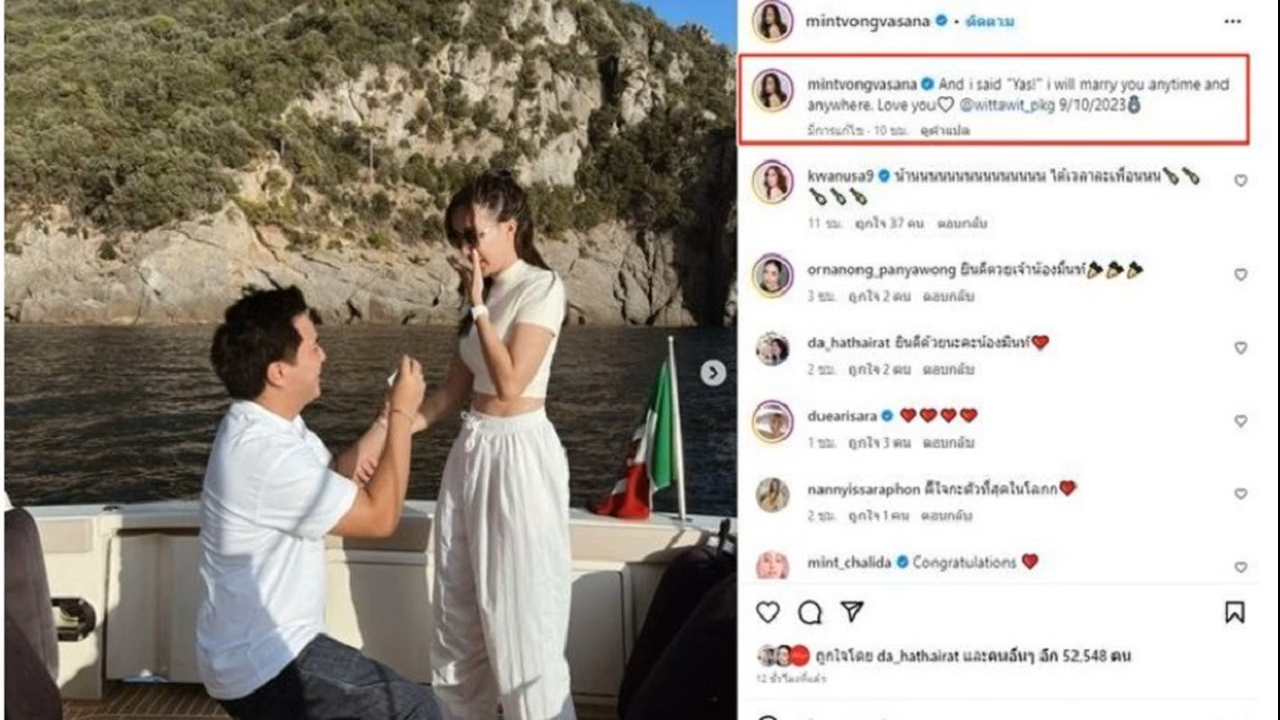 mintvongvasana • ติดตาม
mintvongvasana And i said "Yas!" i will marry you anytime and
anywhere. Love you♡ @wittawit_pkg 9/10/2023💍
มีการแก้ไข · 10 ชม. ดูคำแปล
kwanusa9 น้านนนนนนนนนนนนนนน ได้เวลาละเพื่อนนน🍾🍾
🍾🍾🍾
11 ชม. ถูกใจ 37 คน ตอบกลับ
ornanong_panyawong ยินดีด้วยเจ้าน้องมิ้นท์🎉🎉🎉
3 ชม. ถูกใจ 2 คน ตอบกลับ
da_hathairat ยินดีด้วยนะคะน้องมิ้นท์❤️
2 ชม. ถูกใจ 2 คน ตอบกลับ
duearisara ❤️❤️❤️❤️
1 ชม. ถูกใจ 3 คน ตอบกลับ
nannyissaraphon ดีใจกะตัวที่สุดในโลกก❤️
2 ชม. ถูกใจ 1 คน ตอบกลับ
mint_chalida Congratulations ❤️
ถูกใจโดย da_hathairat และคนอื่นๆ อีก 52,548 คน
12 ชั่วโมงที่แล้ว